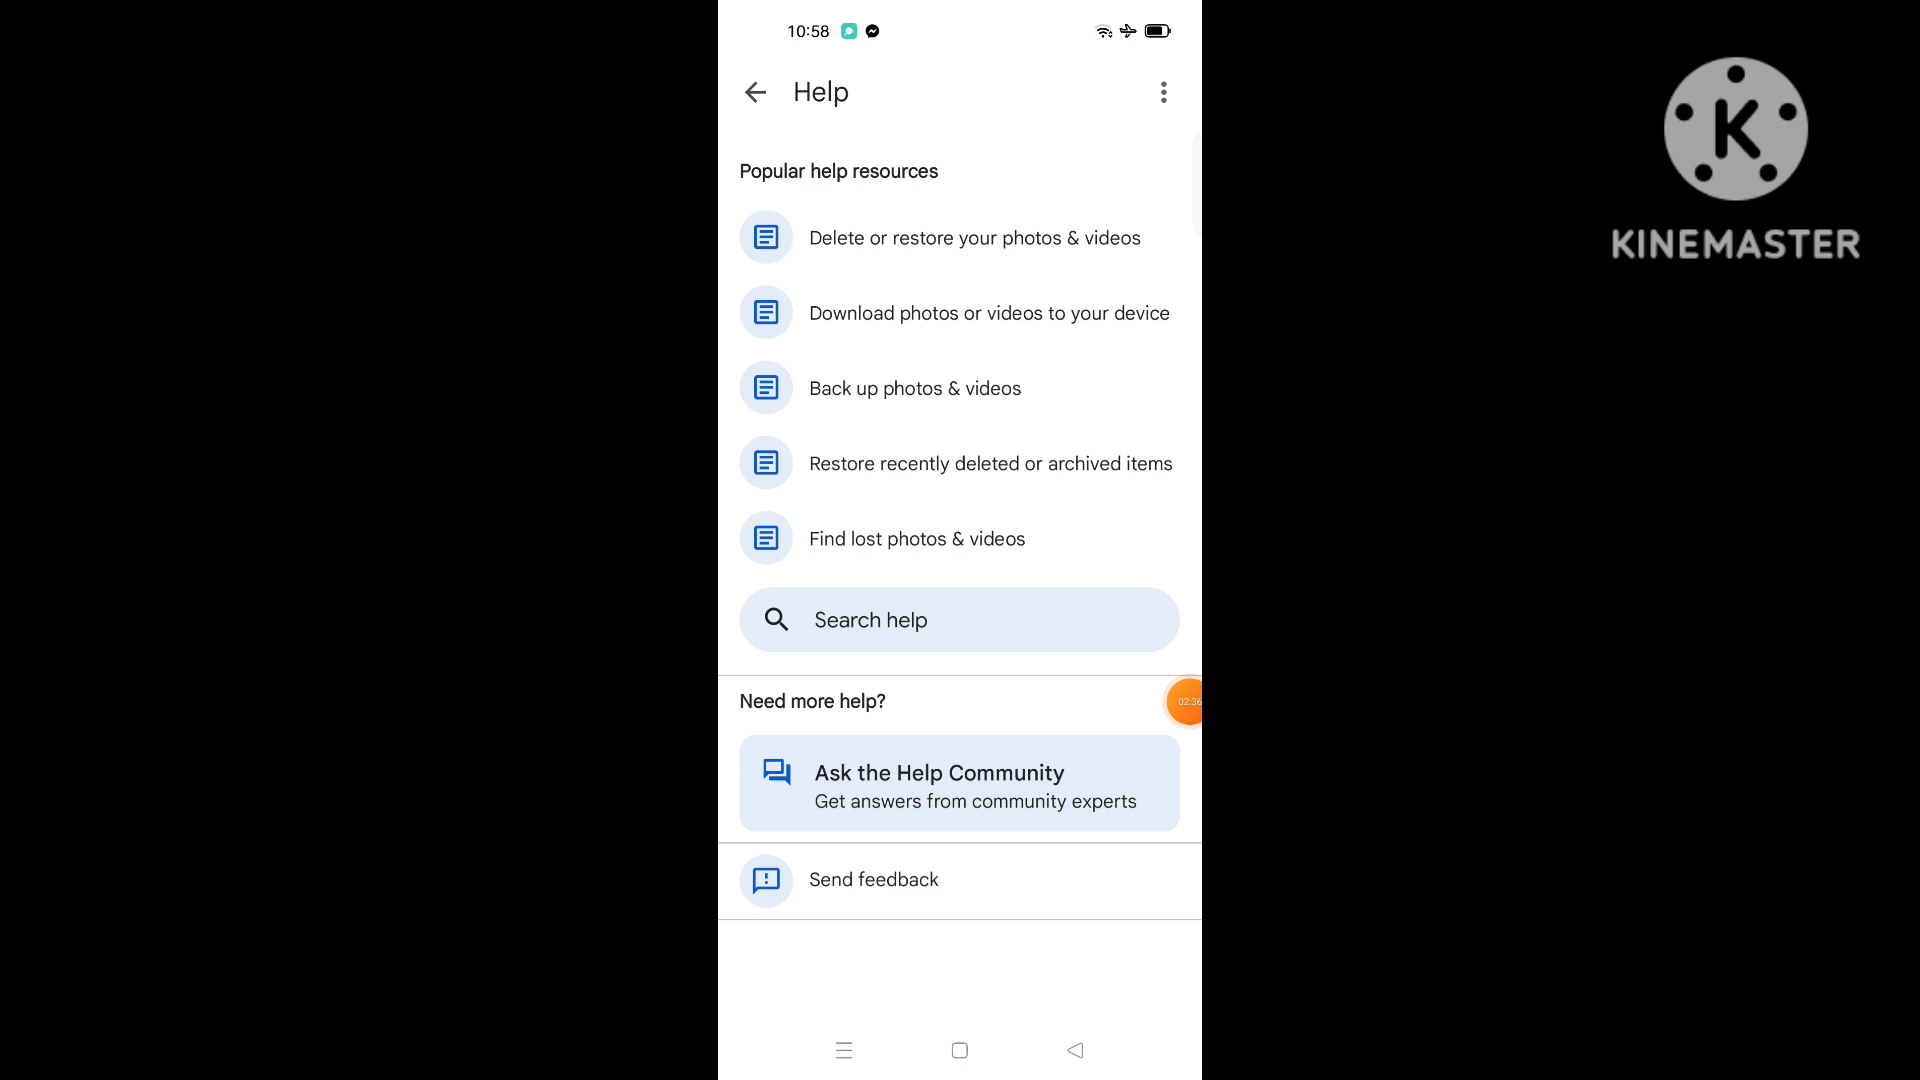 10:58
Help
Popular help resources
Delete or restore your photos & videos
Download photos or videos to your device
Back up photos & videos
Restore recently deleted or archived items
Find lost photos & videos
Search help
Need more help?
02:36
Ask the Help Community
Get answers from community experts
Send feedback
K
KINEMASTER